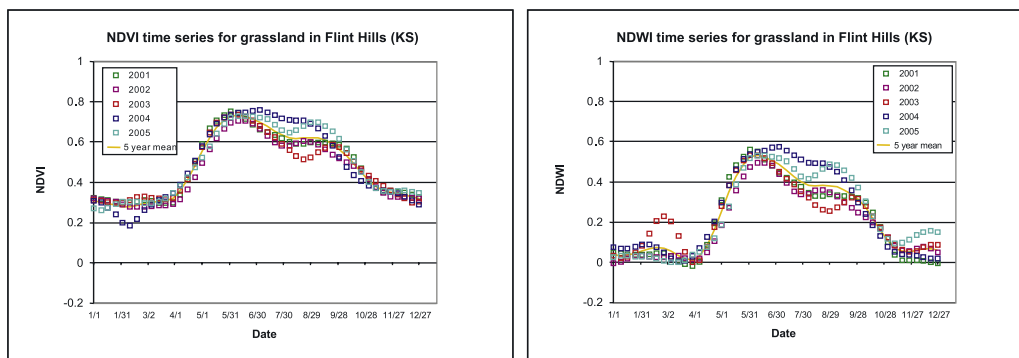 NDVI time series for grassland in Flint Hills (KS)
1
0.8
0.6
0.4
0.2
0
-0.2
NDVI
2001
2002
2003
2004
2005
5 year mean
1/1 1/31 3/2 4/1 5/1 5/31 6/30 7/30 8/29 9/28 10/28 11/27 12/27
Date
NDWI time series for grassland in Flint Hills (KS)
1
0.8
0.6
0.4
0.2
0
-0.2
NDWI
2001
2002
2003
2004
2005
5 year mean
1/1 1/31 3/2 4/1 5/1 5/31 6/30 7/30 8/29 9/28 10/28 11/27 12/27
Date